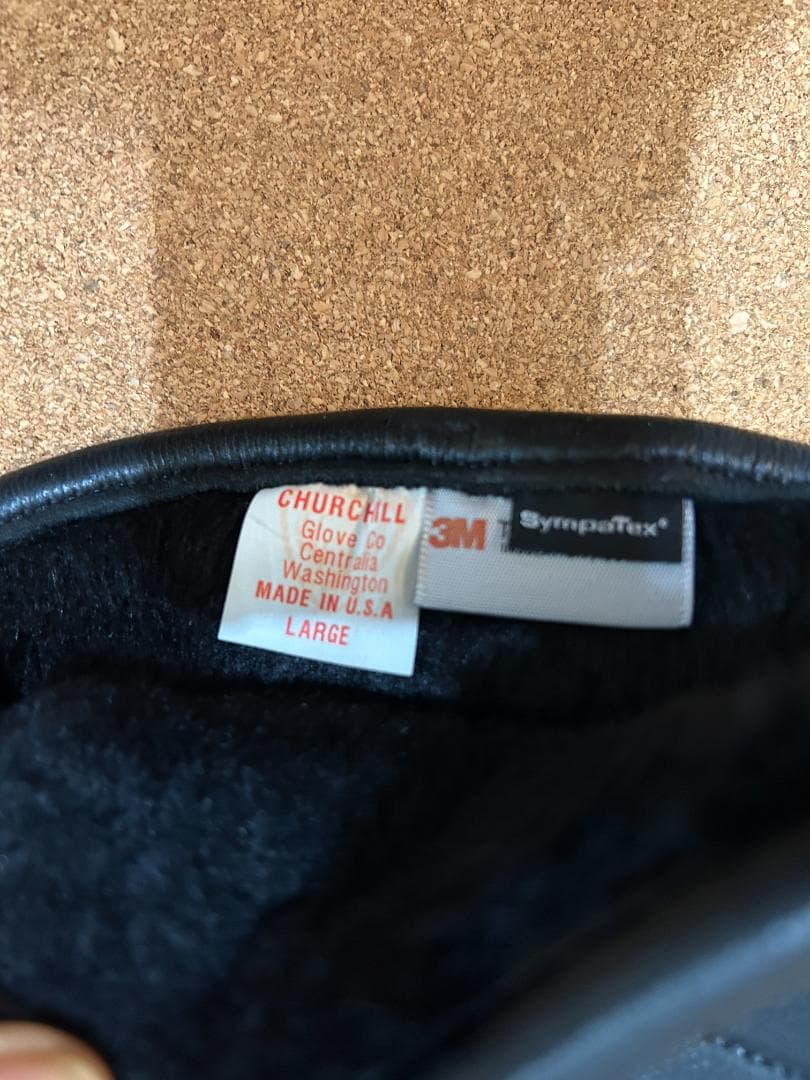 CHURCHILL
Glove Co
Centralia
Washington
MADE IN U.S.A
LARGE
3M
SympaTex®